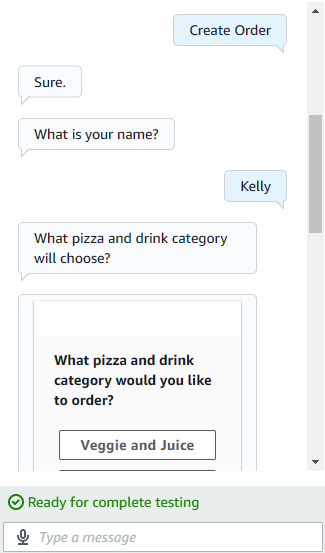 Create Order
Sure.
What is your name?
Kelly
What pizza and drink category
will choose?
What pizza and drink
category would you like
to order?
Veggie and Juice
Ready for complete testing
Type a message